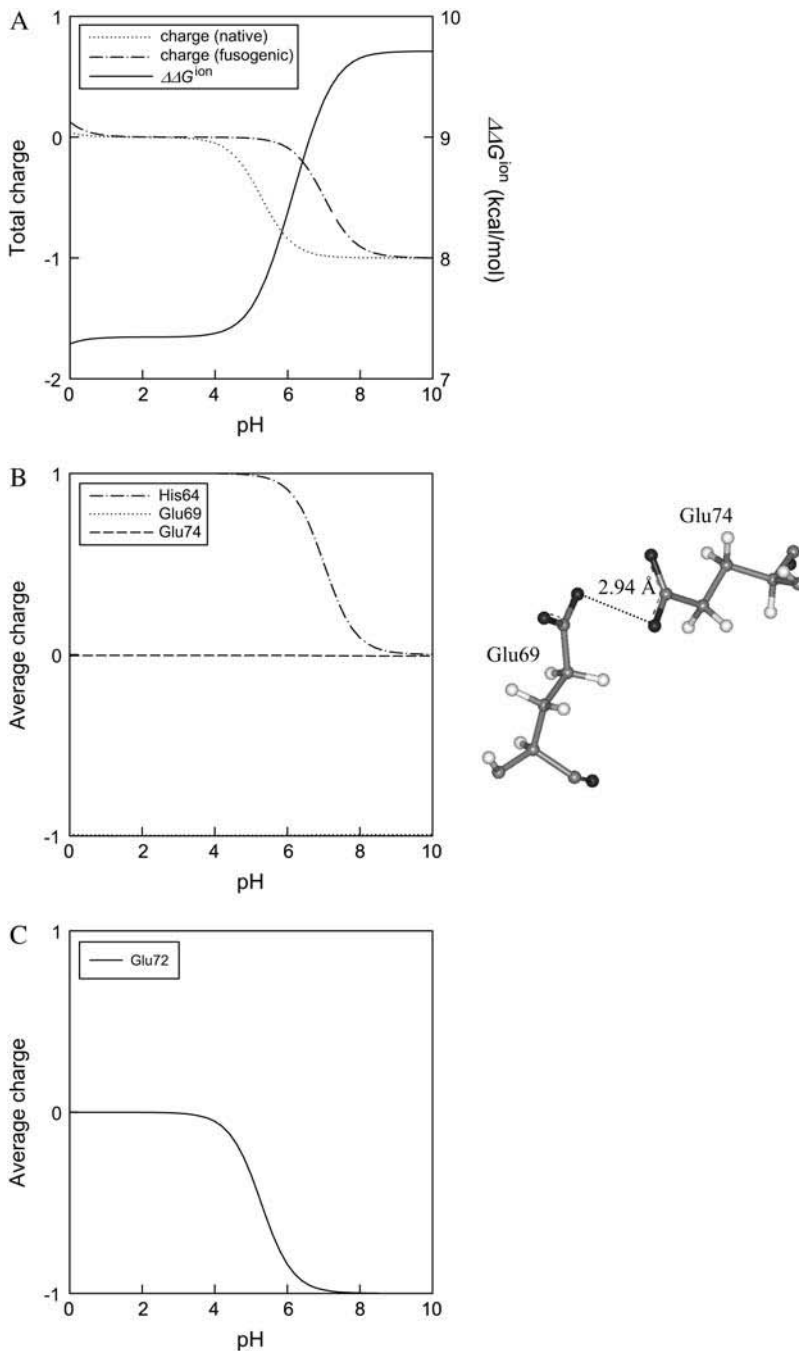 A
charge (native)
charge (fusogenic)
ΔΔG^ion
1
0
-1
-2
Total charge
10
9
8
7
ΔΔG^ion (kcal/mol)
0 2 4 6 8 10
pH
B
His64
Glu69
Glu74
1
0
-1
Average charge
0 2 4 6 8 10
pH
Glu74
2.94 Å
Glu69
C
Glu72
1
0
-1
Average charge
0 2 4 6 8 10
pH